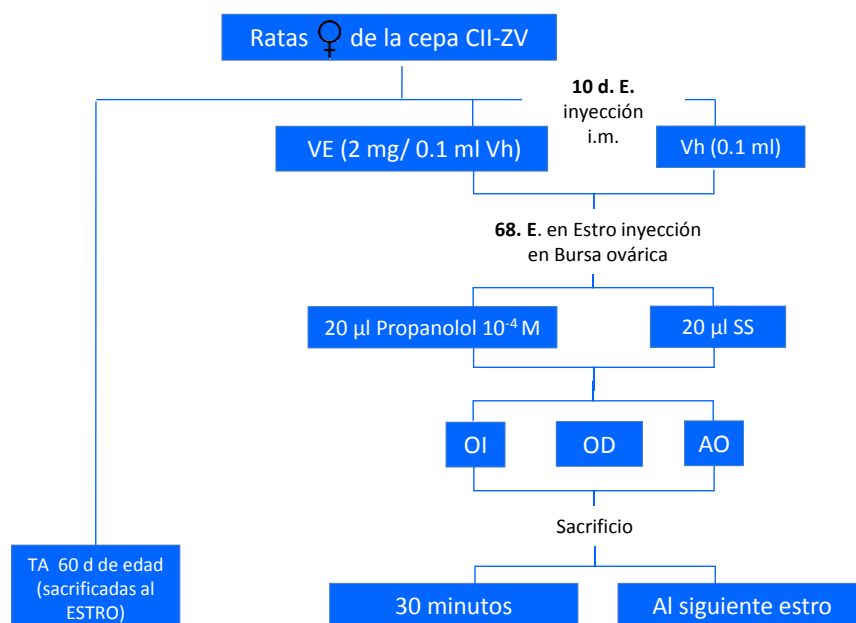 Ratas ♀ de la cepa CII-ZV
10 d. E.
inyección
i.m.
VE (2 mg/ 0.1 ml Vh)
Vh (0.1 ml)
68. E. en Estro inyección
en Bursa ovárica
20 µl Propanolol 10⁻⁴ M
20 µl SS
OI
OD
AO
Sacrificio
TA 60 d de edad
(sacrificadas al
ESTRO)
30 minutos
Al siguiente estro